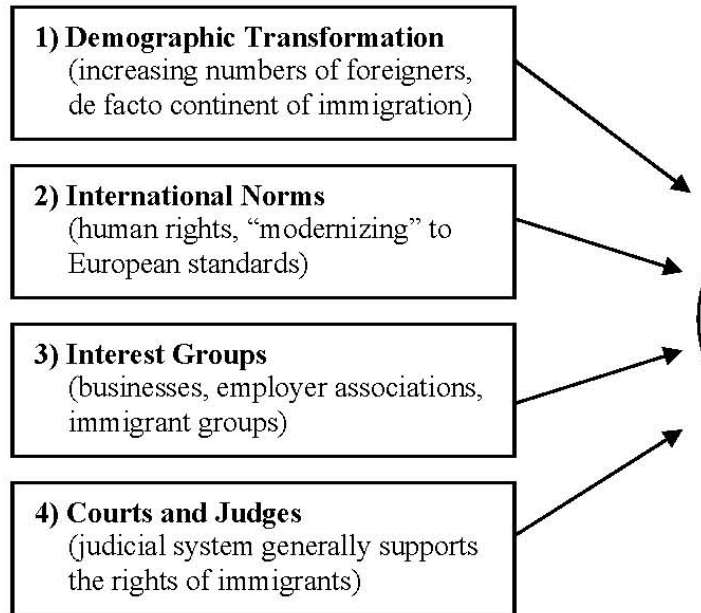 1) Demographic Transformation
(increasing numbers of foreigners,
de facto continent of immigration)
2) International Norms
(human rights, “modernizing” to
European standards)
3) Interest Groups
(businesses, employer associations,
immigrant groups)
4) Courts and Judges
(judicial system generally supports
the rights of immigrants)